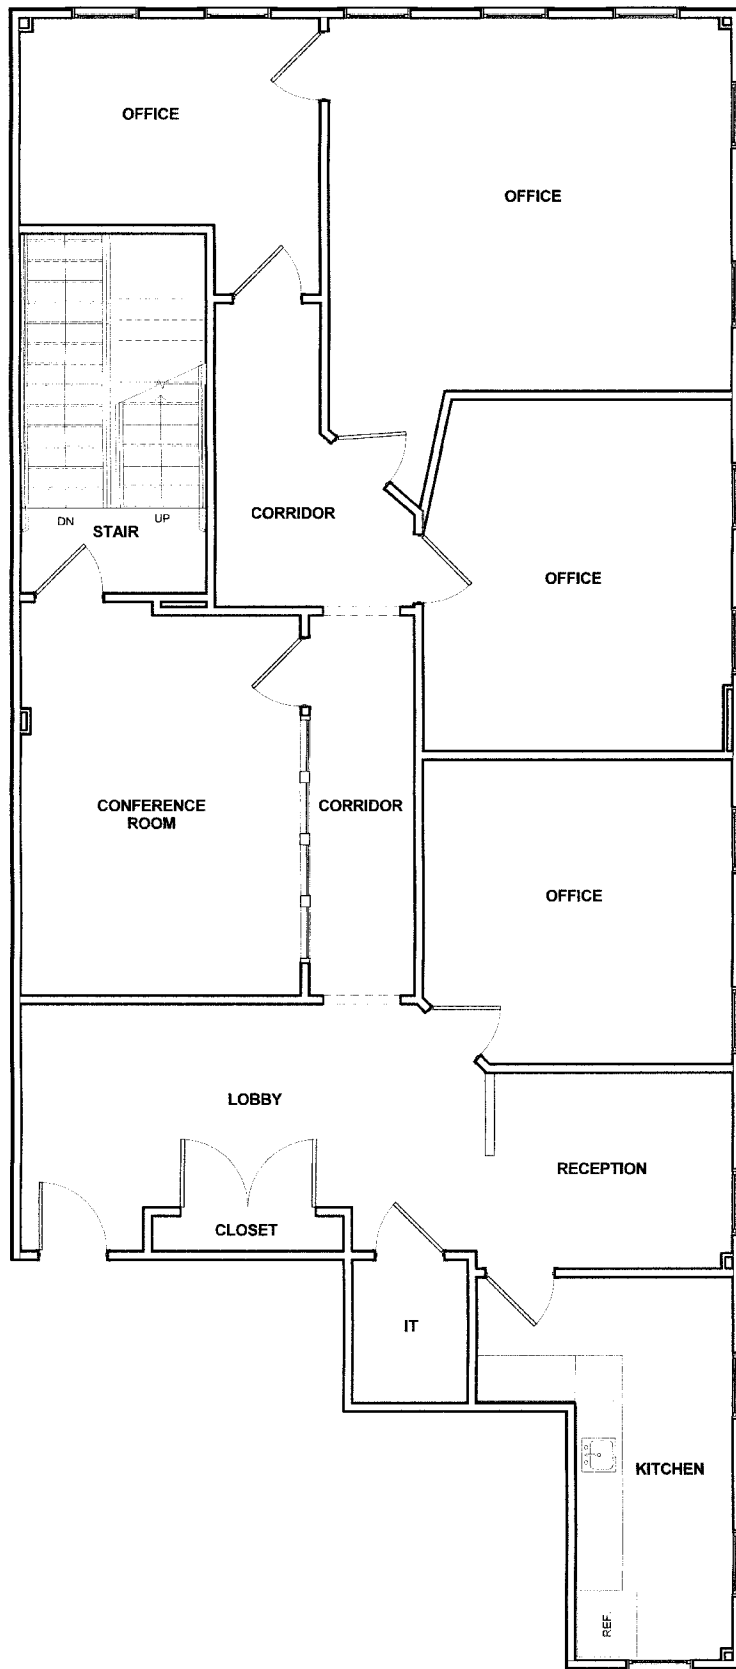 OFFICE
OFFICE
DN
UP
STAIR
CORRIDOR
OFFICE
CONFERENCE
ROOM
CORRIDOR
OFFICE
LOBBY
RECEPTION
CLOSET
IT
KITCHEN
REF.